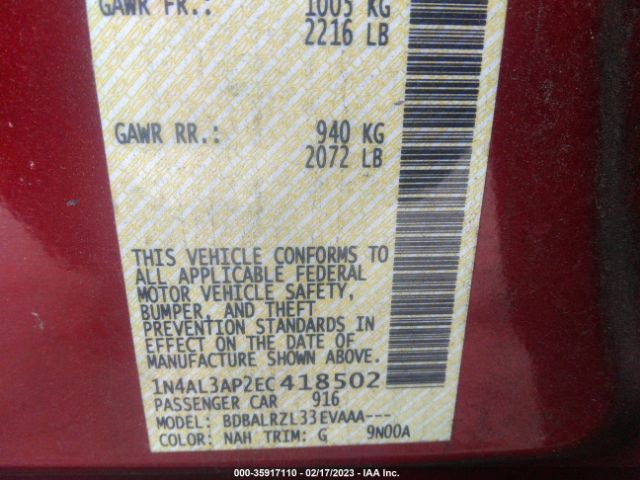 GAWR FR.: 1005 KG
2216 LB
GAWR RR.: 940 KG
2072 LB
THIS VEHICLE CONFORMS TO
ALL APPLICABLE FEDERAL
MOTOR VEHICLE SAFETY,
BUMPER, AND THEFT
PREVENTION STANDARDS IN
EFFECT ON THE DATE OF
MANUFACTURE SHOWN ABOVE.
1N4AL3AP2EC418502
PASSENGER CAR 916
MODEL: BDBALRZL33EVAAA---
COLOR: NAH TRIM: G 9N00A
000-35917110 - 02/17/2023 - IAA Inc.